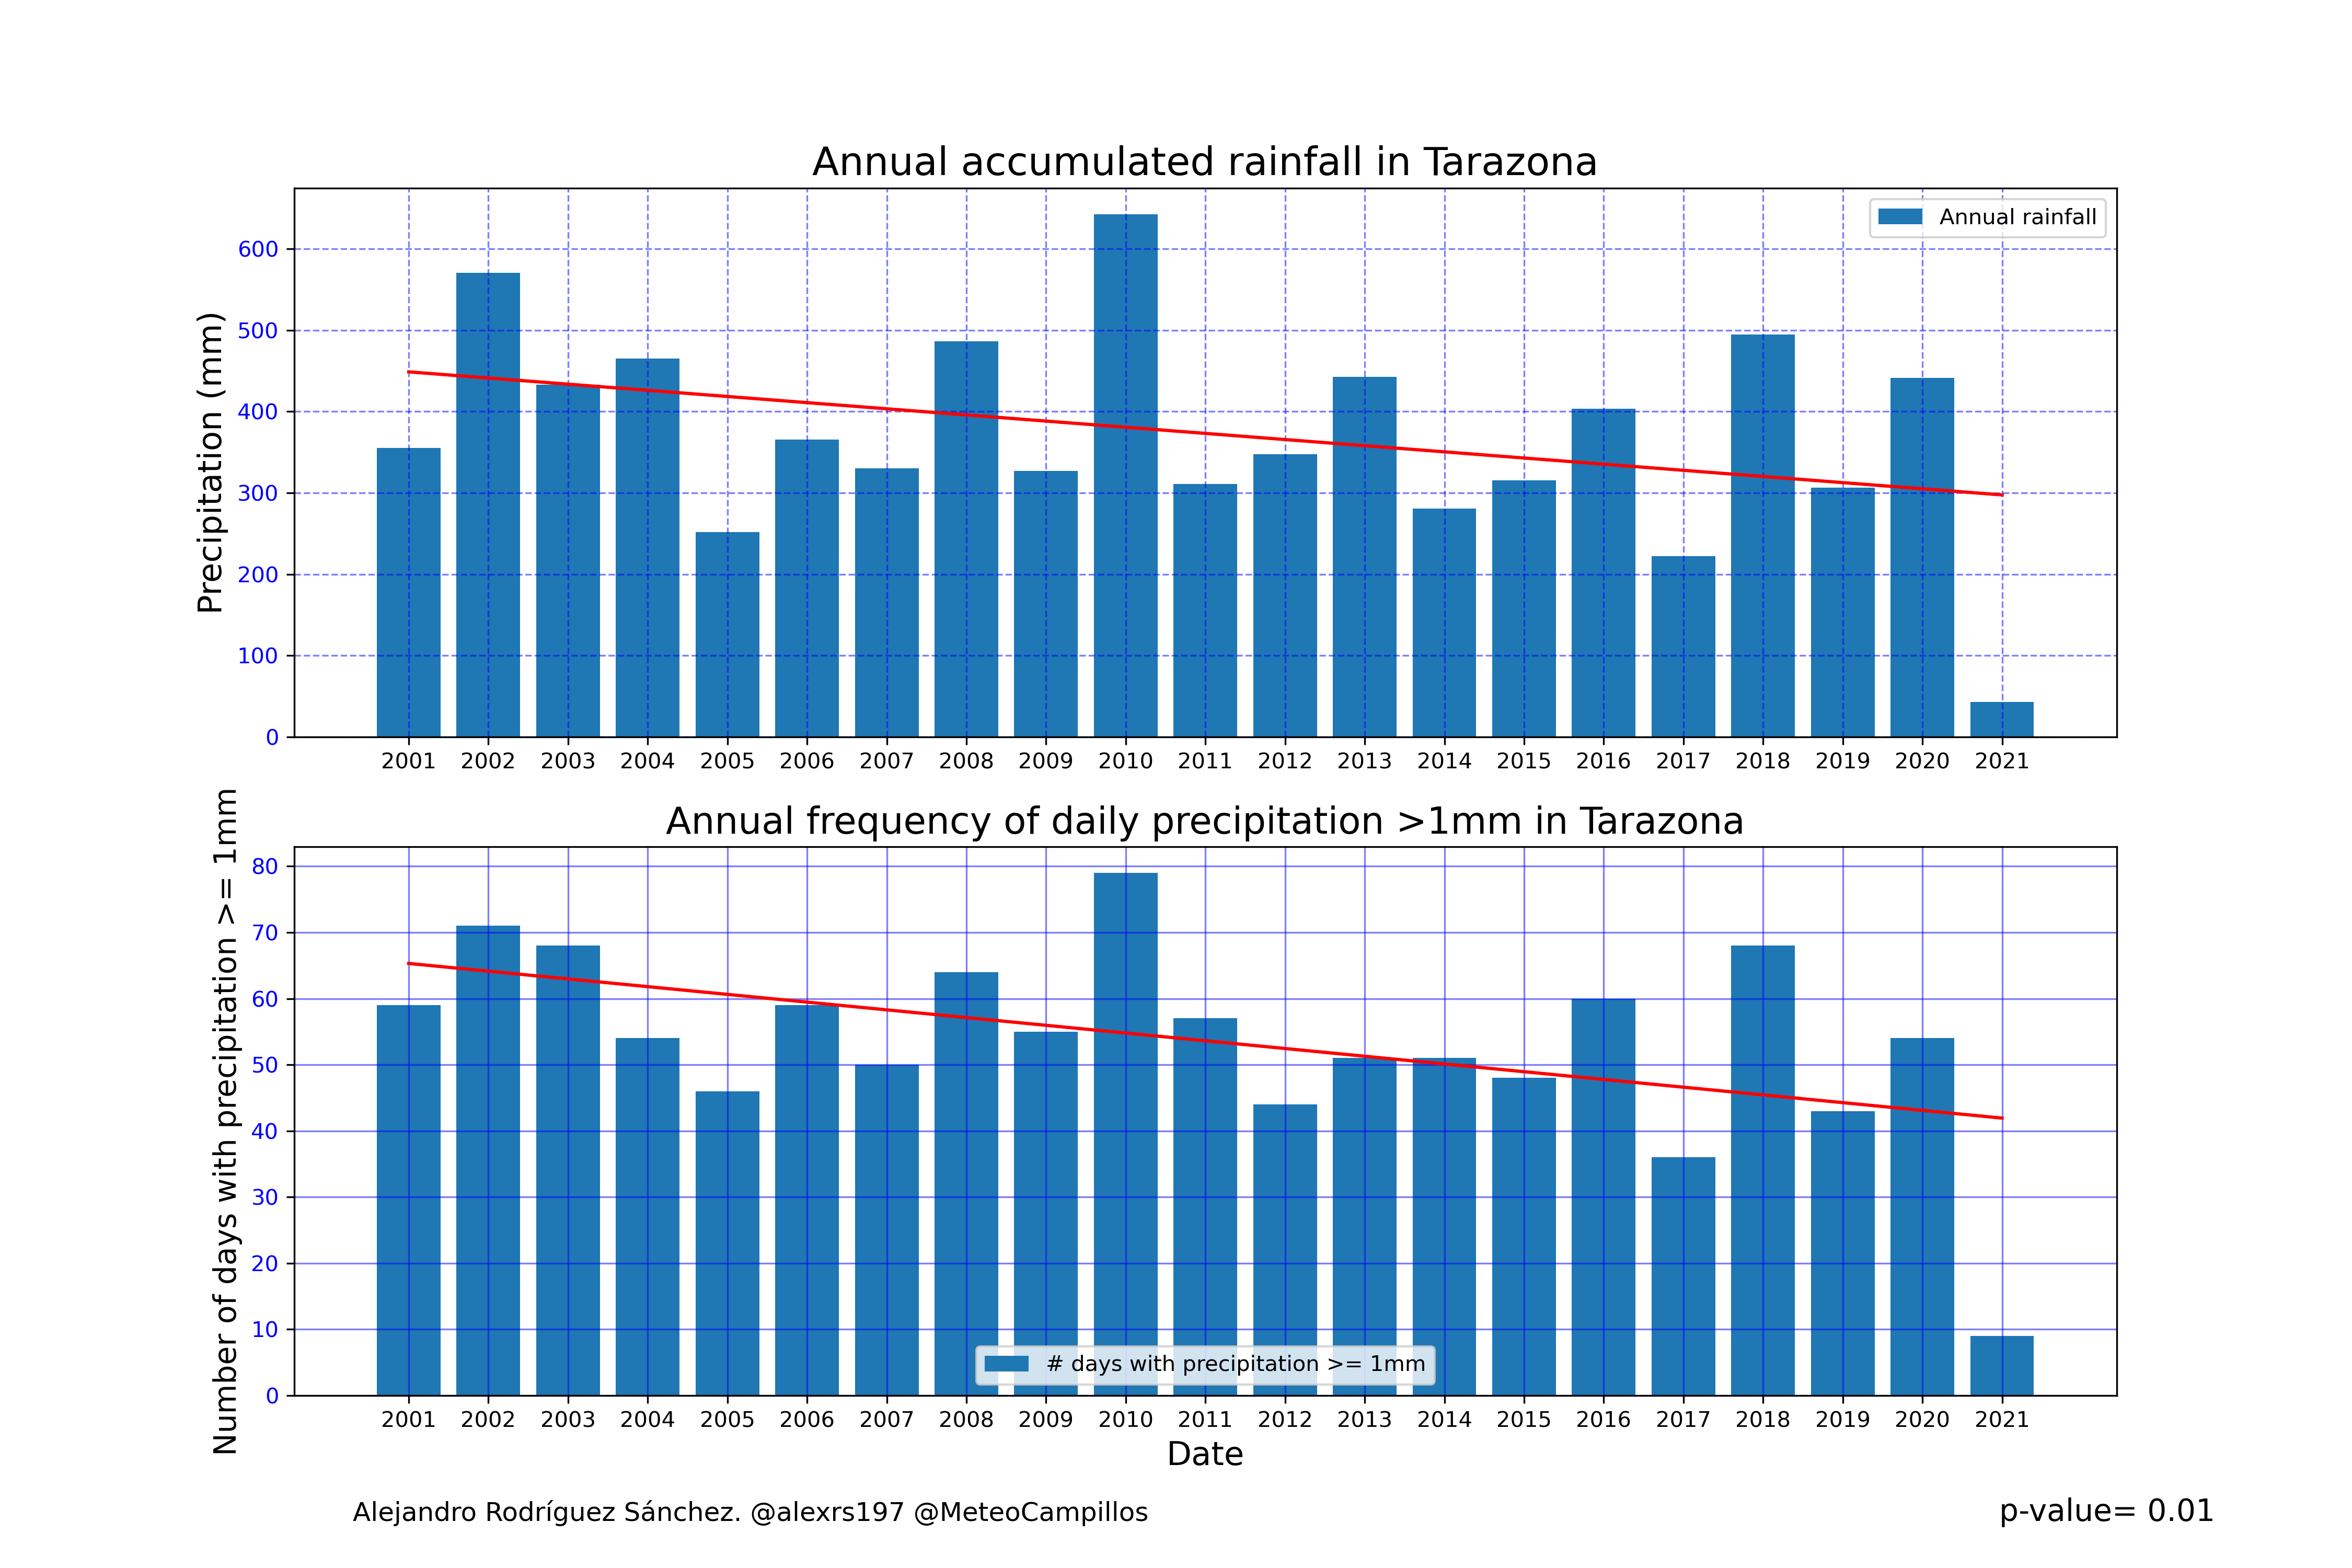 Annual accumulated rainfall in Tarazona
Annual rainfall
Precipitation (mm)
600
500
400
300
200
100
0
2001 2002 2003 2004 2005 2006 2007 2008 2009 2010 2011 2012 2013 2014 2015 2016 2017 2018 2019 2020 2021
Annual frequency of daily precipitation >1mm in Tarazona
Number of days with precipitation >= 1mm
80
70
60
50
40
30
20
10
0
# days with precipitation >= 1mm
2001 2002 2003 2004 2005 2006 2007 2008 2009 2010 2011 2012 2013 2014 2015 2016 2017 2018 2019 2020 2021
Date
Alejandro Rodríguez Sánchez. @alexrs197 @MeteoCampillos
p-value= 0.01